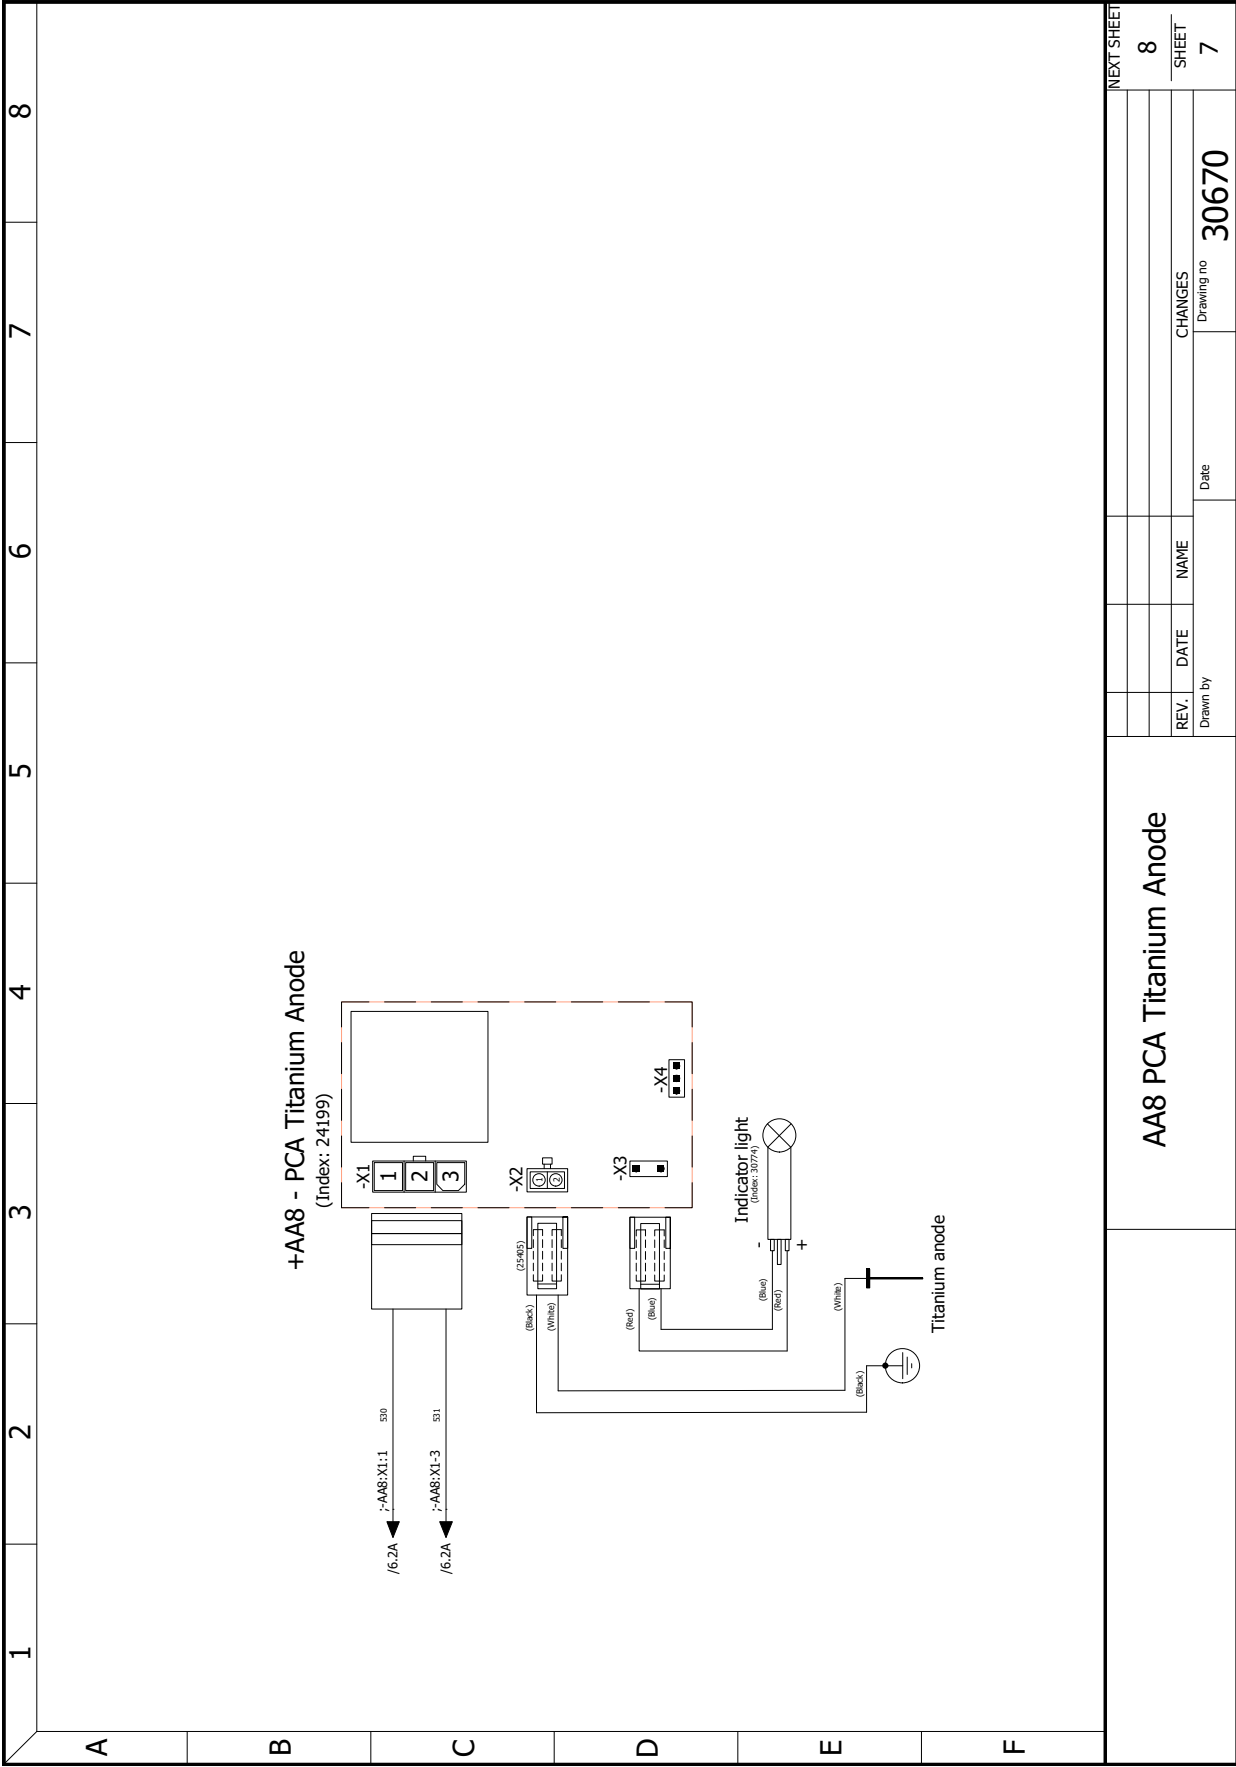 1 2 3 4 5 6 7 8
A
B
C
D
E
F
+AA8 - PCA Titanium Anode
(Index: 24199)
-X1
1
2
3
;-AA8:X1:1
530
/6.2A
;-AA8:X1-3
531
/6.2A
-X2
1
2
(25405)
(Black)
(White)
-X3
-X4
(Red)
(Blue)
Indicator light
(Index: 30774)
-
+
(Blue)
(Red)
(White)
(Black)
Titanium anode
AA8 PCA Titanium Anode
REV.
DATE
NAME
CHANGES
Drawn by
Date
Drawing no
30670
NEXT SHEET
8
SHEET
7